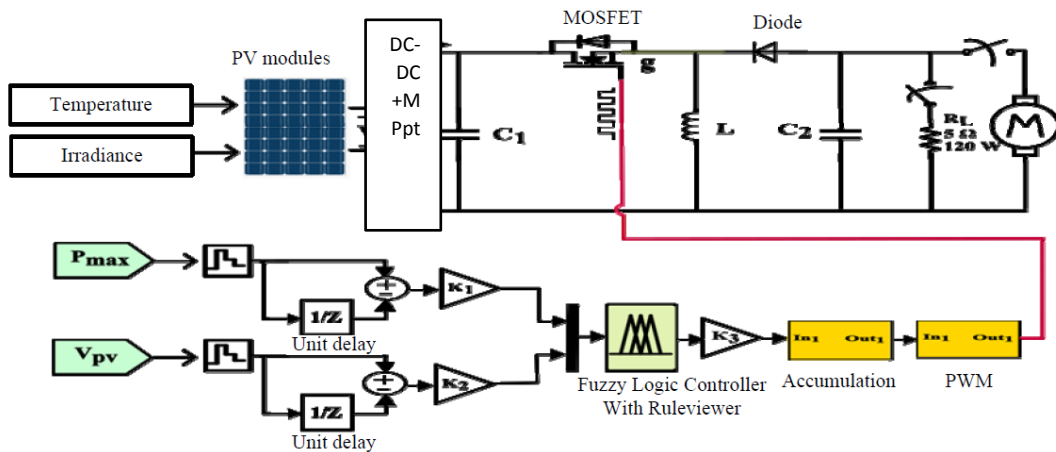 MOSFET
Diode
PV modules
DC-
DC
+M
Ppt
Temperature
Irradiance
g
C1
L
C2
RL
5 Ω
120 W
M
Pmax
K1
1/Z
Unit delay
Vpv
K2
1/Z
Unit delay
Fuzzy Logic Controller
With Ruleviewer
K3
In1 Out1
Accumulation
In1 Out1
PWM